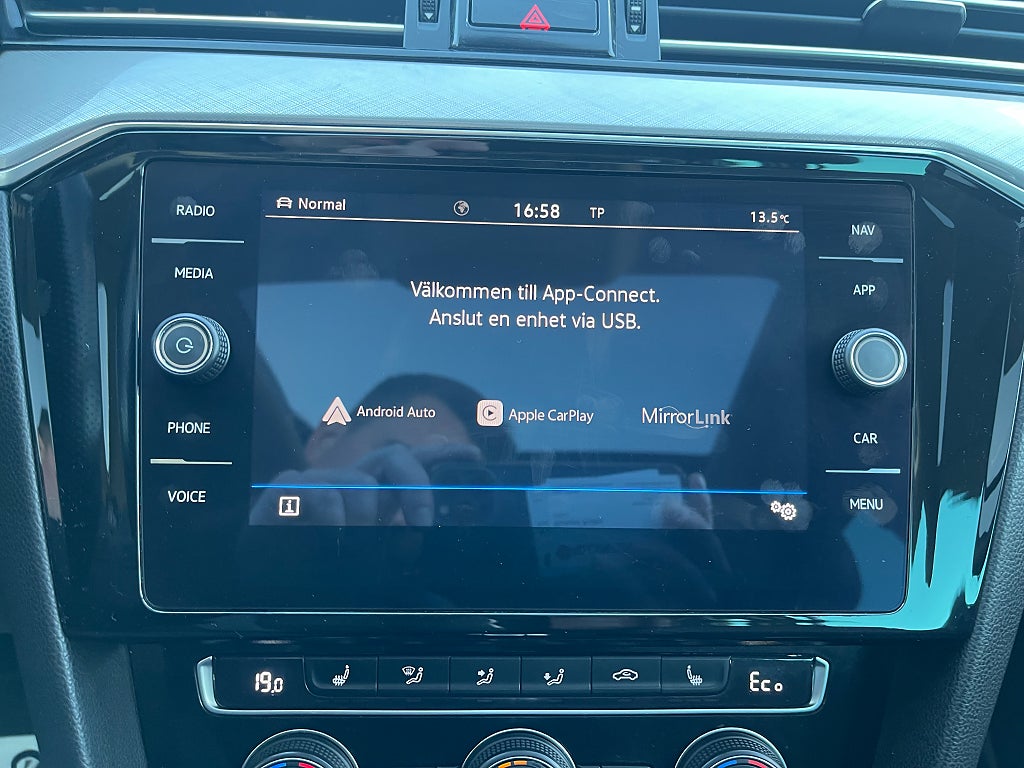 Normal 16:58 TP 13.5°C
RADIO
MEDIA
PHONE
VOICE
Välkommen till App-Connect.
Anslut en enhet via USB.
Android Auto Apple CarPlay MirrorLink
i
NAV
APP
CAR
MENU
19.0 Eco